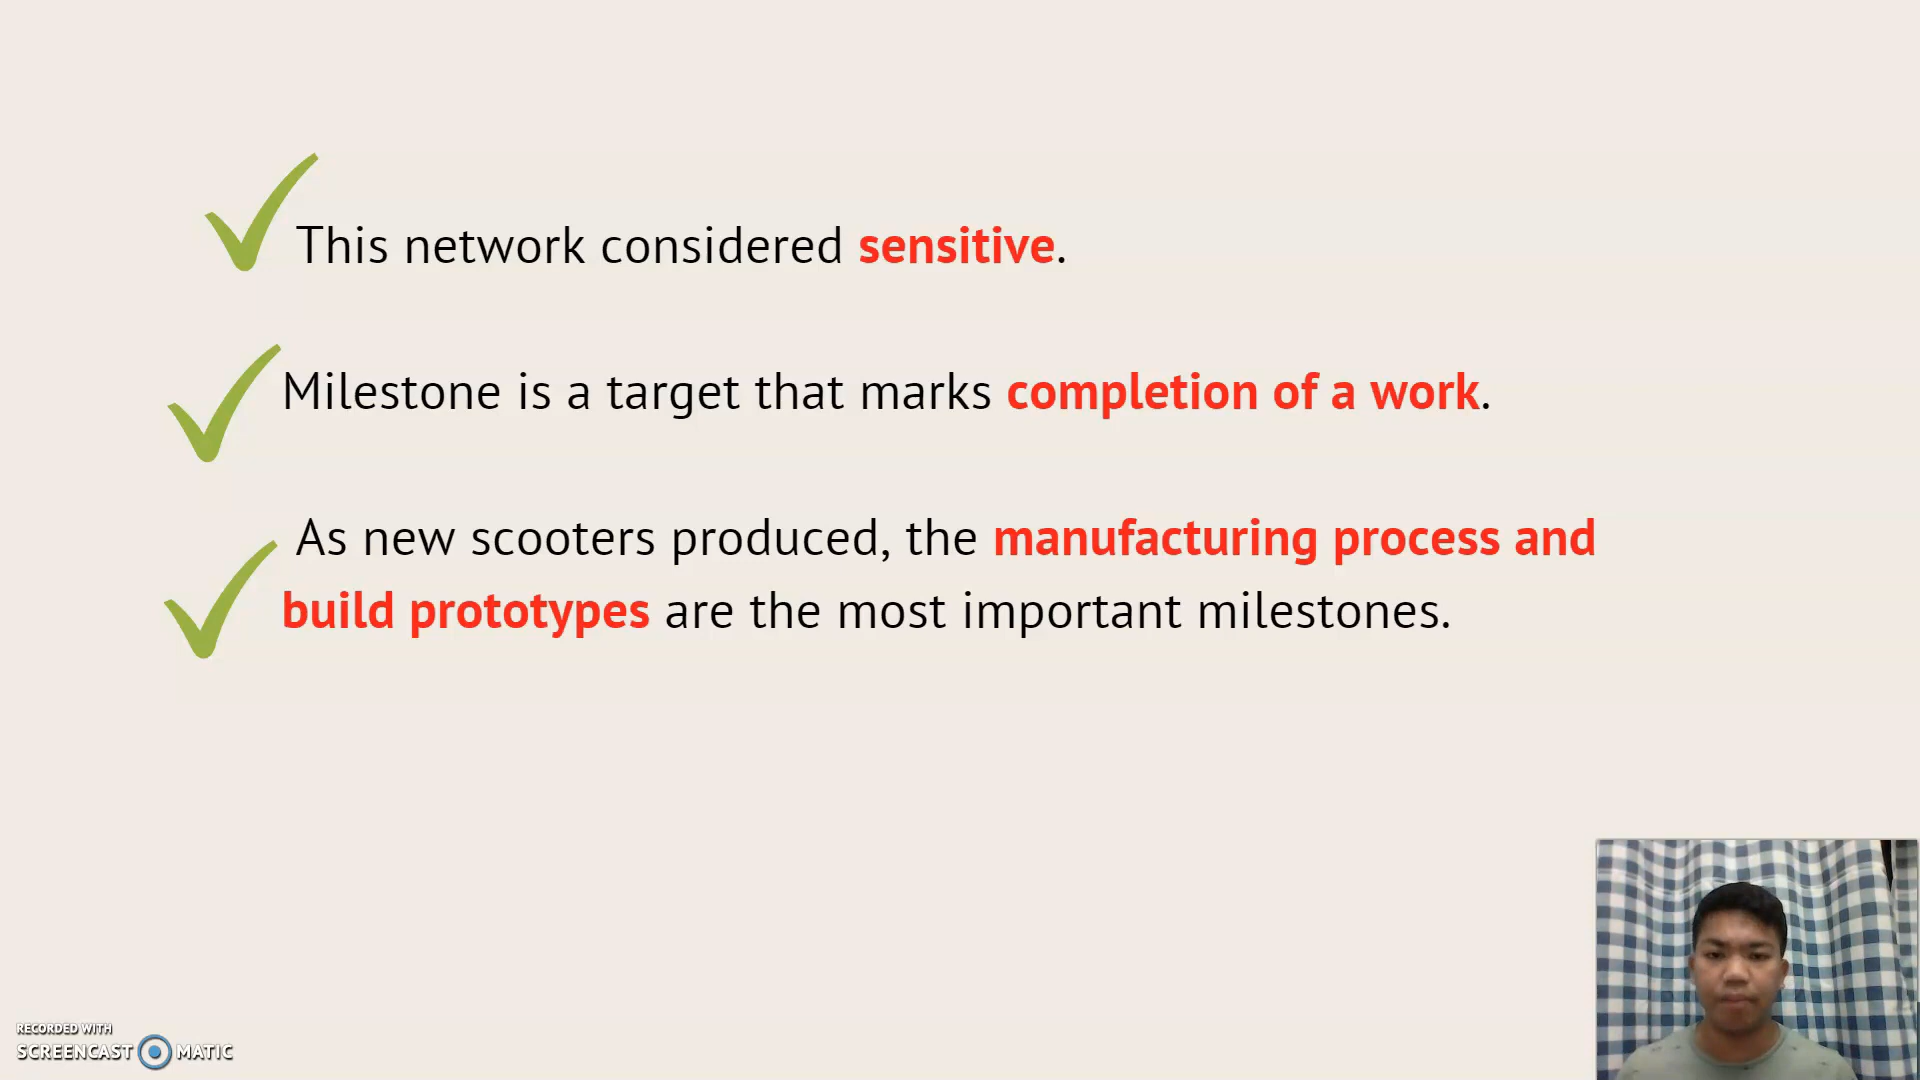 This network considered sensitive.
Milestone is a target that marks completion of a work.
As new scooters produced, the manufacturing process and
build prototypes are the most important milestones.
RECORDED WITH
SCREENCAST MATIC